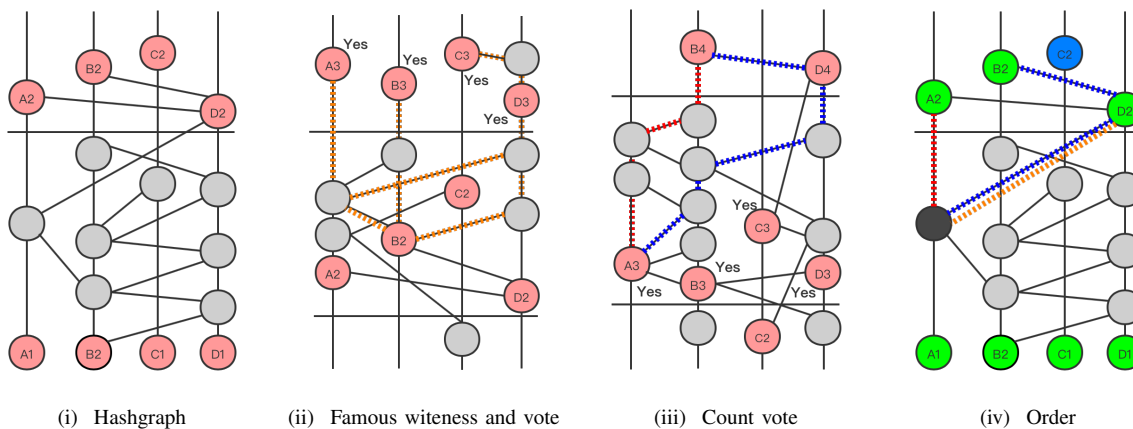 C2
B2
A2
D2
A1
B2
C1
D1
(i) Hashgraph
Yes
A3
Yes
B3
C3
Yes
D3
Yes
C2
B2
A2
D2
(ii) Famous witeness and vote
B4
D4
Yes
C3
A3
Yes
B3
Yes
D3
Yes
C2
(iii) Count vote
C2
B2
A2
D2
A1
B2
C1
D1
(iv) Order